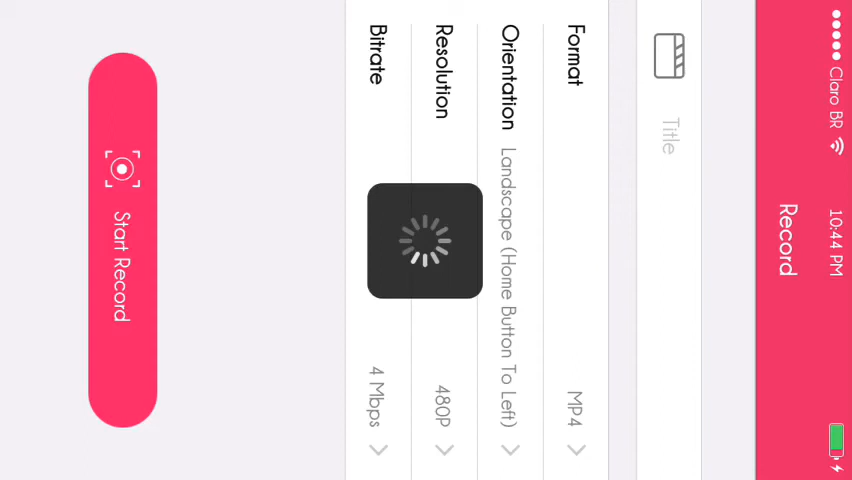 Claro BR 10:44 PM
Record
Title
Format MP4
Orientation Landscape (Home Button To Left)
Resolution 480P
Bitrate 4 Mbps
Start Record